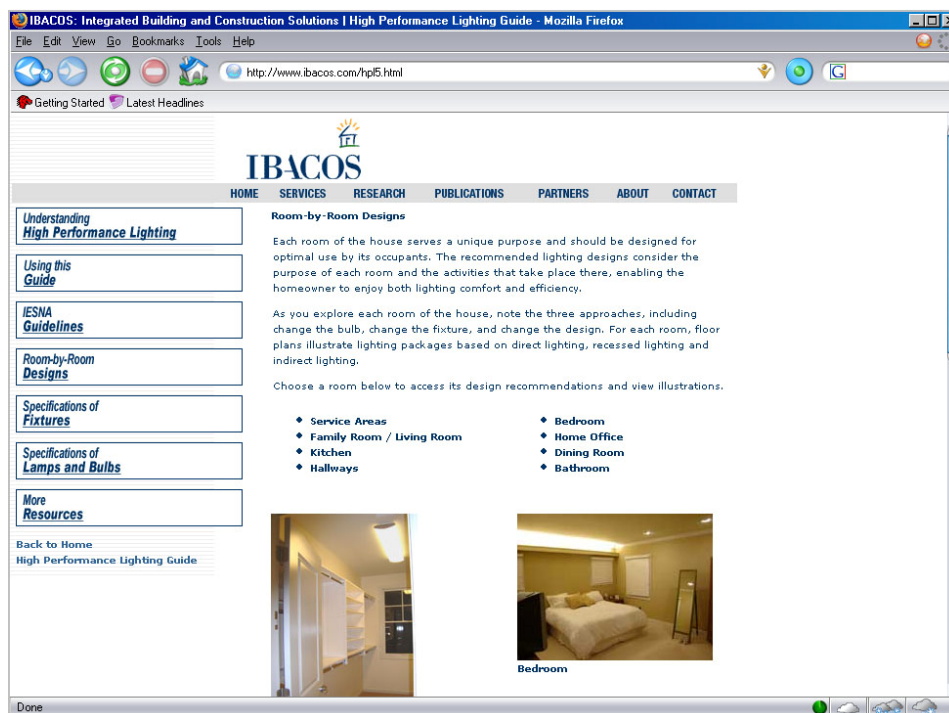 IBACOS: Integrated Building and Construction Solutions | High Performance Lighting Guide - Mozilla Firefox
File Edit View Go Bookmarks Tools Help
http://www.ibacos.com/hpl5.html
G
Getting Started Latest Headlines
IBACOS
HOME SERVICES RESEARCH PUBLICATIONS PARTNERS ABOUT CONTACT
Understanding
High Performance Lighting
Using this
Guide
IESNA
Guidelines
Room-by-Room
Designs
Specifications of
Fixtures
Specifications of
Lamps and Bulbs
More
Resources
Back to Home
High Performance Lighting Guide
Room-by-Room Designs
Each room of the house serves a unique purpose and should be designed for
optimal use by its occupants. The recommended lighting designs consider the
purpose of each room and the activities that take place there, enabling the
homeowner to enjoy both lighting comfort and efficiency.
As you explore each room of the house, note the three approaches, including
change the bulb, change the fixture, and change the design. For each room, floor
plans illustrate lighting packages based on direct lighting, recessed lighting and
indirect lighting.
Choose a room below to access its design recommendations and view illustrations.
Service Areas
Family Room / Living Room
Kitchen
Hallways
Bedroom
Home Office
Dining Room
Bathroom
Bedroom
Done